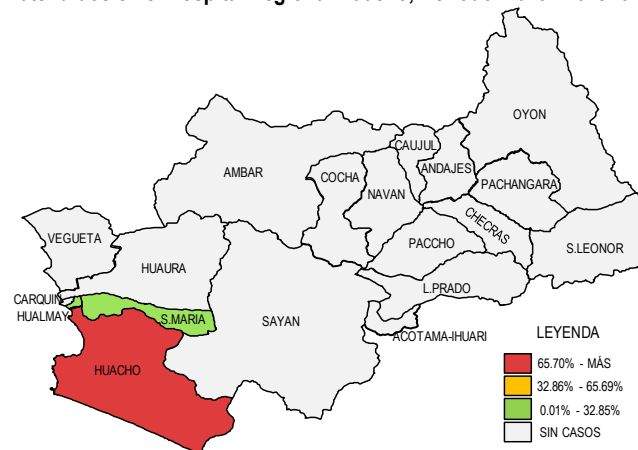 OYON
CAUJUL
ANDAJES
AMBAR
COCHA
NAVAN
PACHANGARA
CHECRAS
VEGUETA
PACCHO
S.LEONOR
HUAURA
L.PRADO
CARQUIN
HUALMAY
S.MARIA
SAYAN
ACOTAMA-IHUARI
HUACHO
LEYENDA
65.70% - MÁS
32.86% - 65.69%
0.01% - 32.85%
SIN CASOS